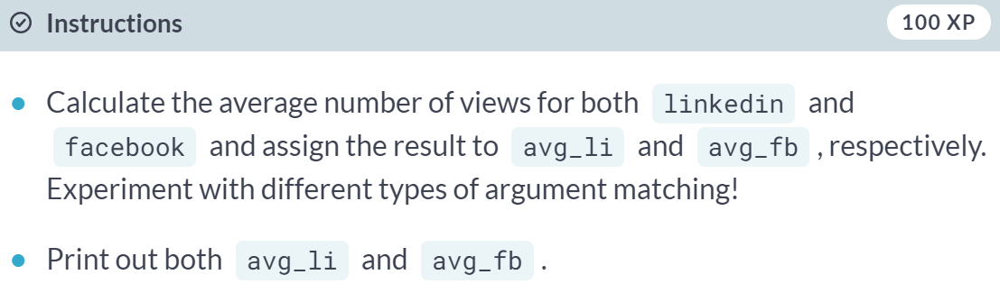 Instructions 100 XP
Calculate the average number of views for both linkedin and
facebook and assign the result to avg_li and avg_fb , respectively.
Experiment with different types of argument matching!
Print out both avg_li and avg_fb .